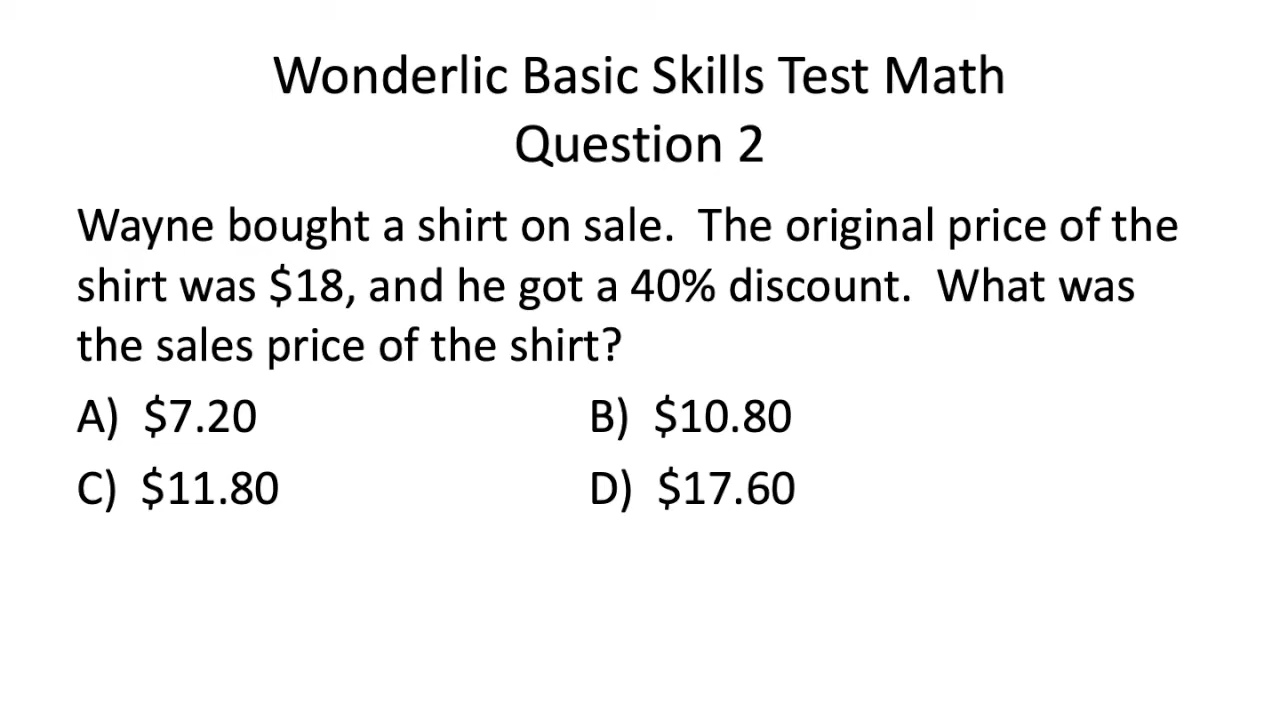 Wonderlic Basic Skills Test Math
Question 2
Wayne bought a shirt on sale.  The original price of the
shirt was $18, and he got a 40% discount.  What was
the sales price of the shirt?
A)  $7.20    B)  $10.80
C)  $11.80    D)  $17.60